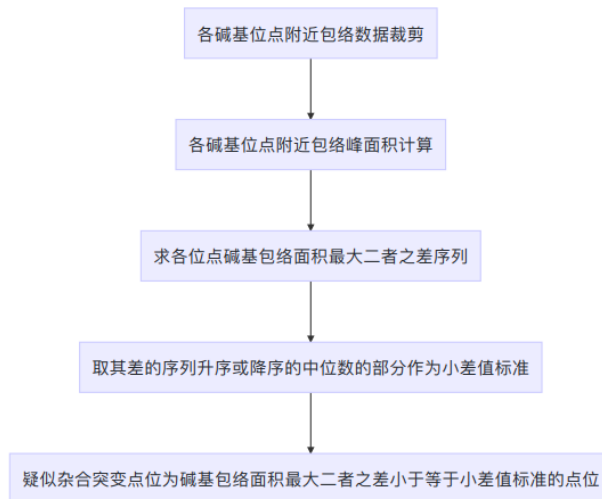 各碱基位点附近包络数据裁剪
各碱基位点附近包络峰面积计算
求各位点碱基包络面积最大二者之差序列
取其差的序列升序或降序的中位数的部分作为小差值标准
疑似杂合突变点位为碱基包络面积最大二者之差小于等于小差值标准的点位